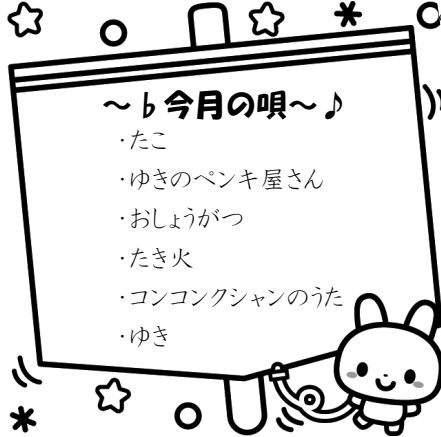 ～♭今月の唄～♪
・たこ
・ゆきのペンキ屋さん
・おしょうがつ
・たき火
・コンコンクシャンのうた
・ゆき